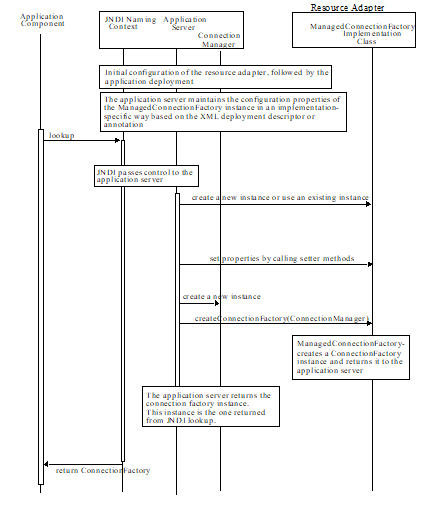 Resource Adapter
Application
Component
JNDI Naming
Context
Application
Server
Connection
Manager
ManagedConnectionFactory
Implementation
Class
Initial configuration of the resource adapter, followed by the
application deployment
The application server maintains the configuration properties of
the ManagedConnectionFactory instance in an implementation-
specific way based on the XML deployment descriptor or
annotation
lookup
JNDI passes control to the
application server
create a new instance or use an existing instance
set properties by calling setter methods
create a new instance
createConnectionFactory(ConnectionManager)
ManagedConnectionFactory-
creates a ConnectionFactory
instance and returns it to the
application server
The application server returns the
connection factory instance.
This instance is the one returned
from JNDI lookup.
return ConnectionFactory